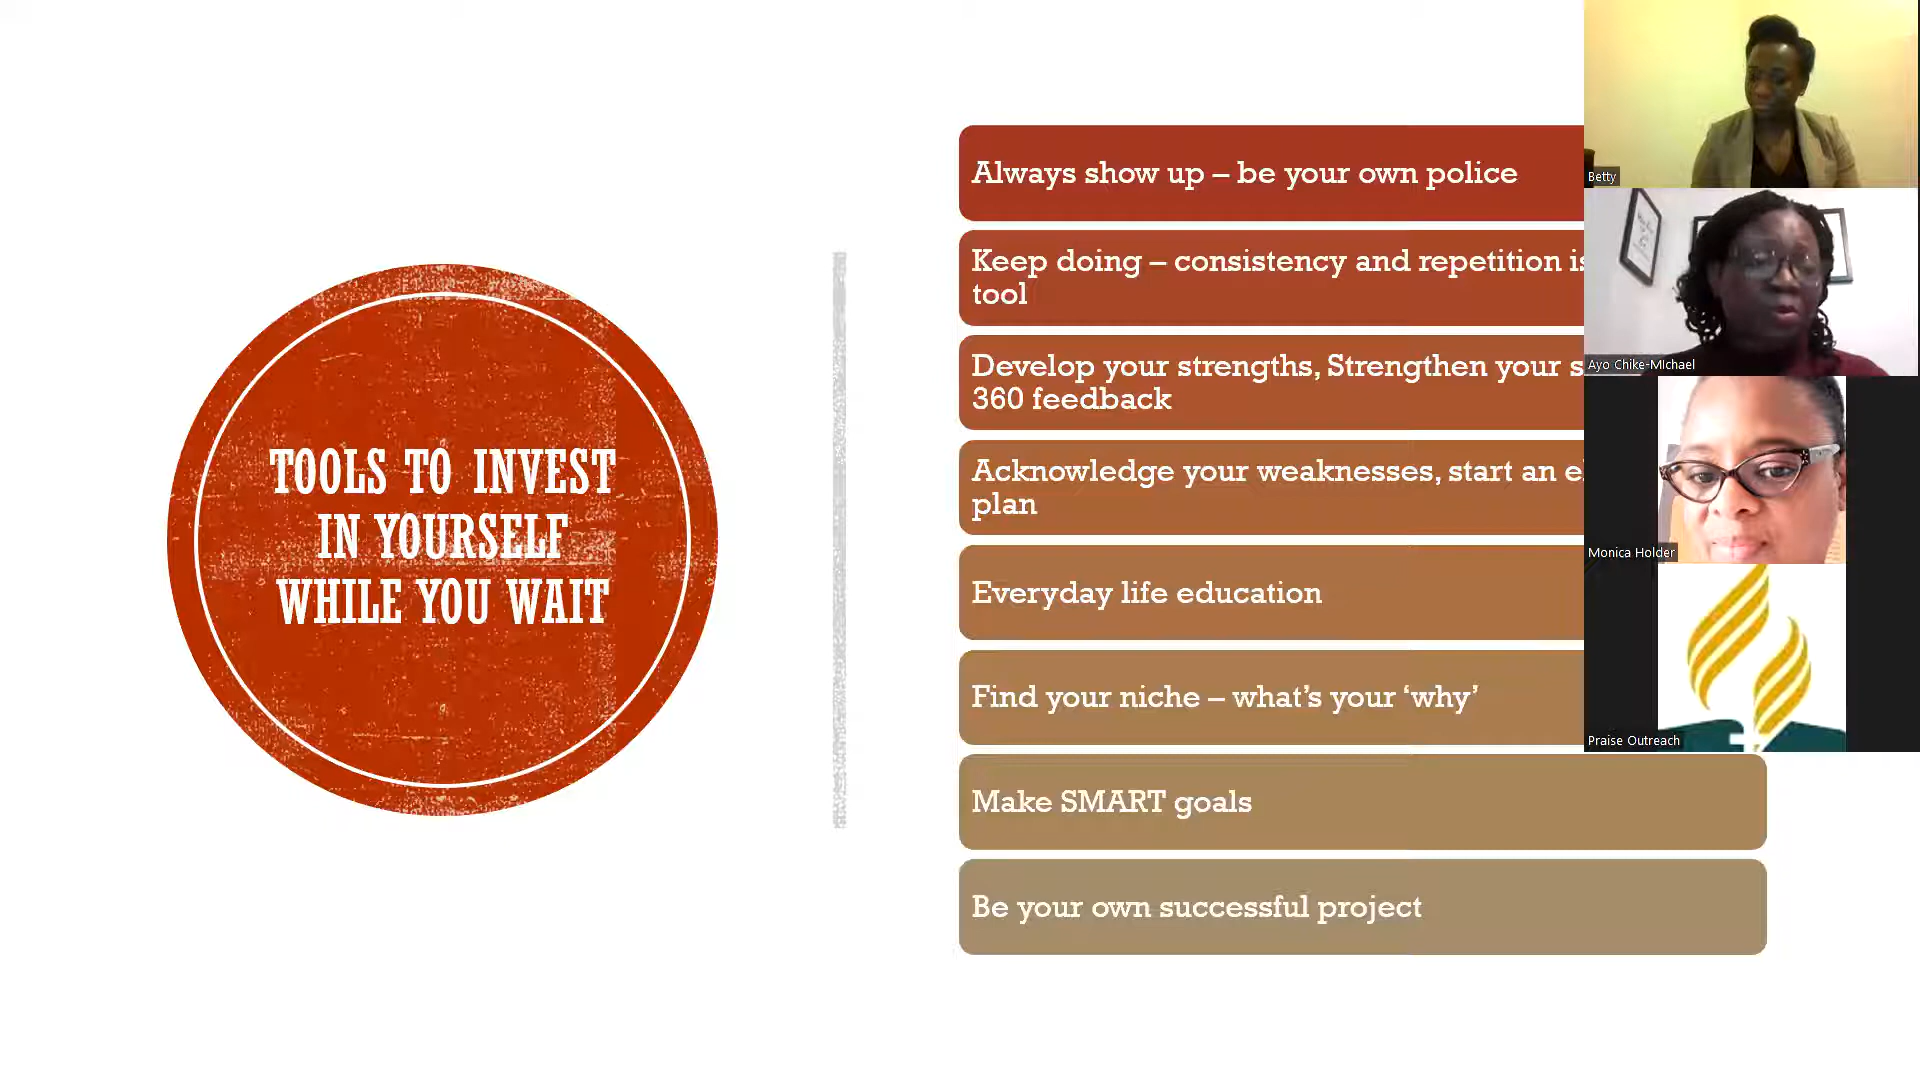 TOOLS TO INVEST
IN YOURSELF
WHILE YOU WAIT
Always show up – be your own police
Keep doing – consistency and repetition is
tool
Develop your strengths, Strengthen your
360 feedback
Acknowledge your weaknesses, start an
plan
Everyday life education
Find your niche – what’s your ‘why’
Make SMART goals
Be your own successful project
Betty
Ayo Chike-MIchael
Monica Holder
Praise Outreach